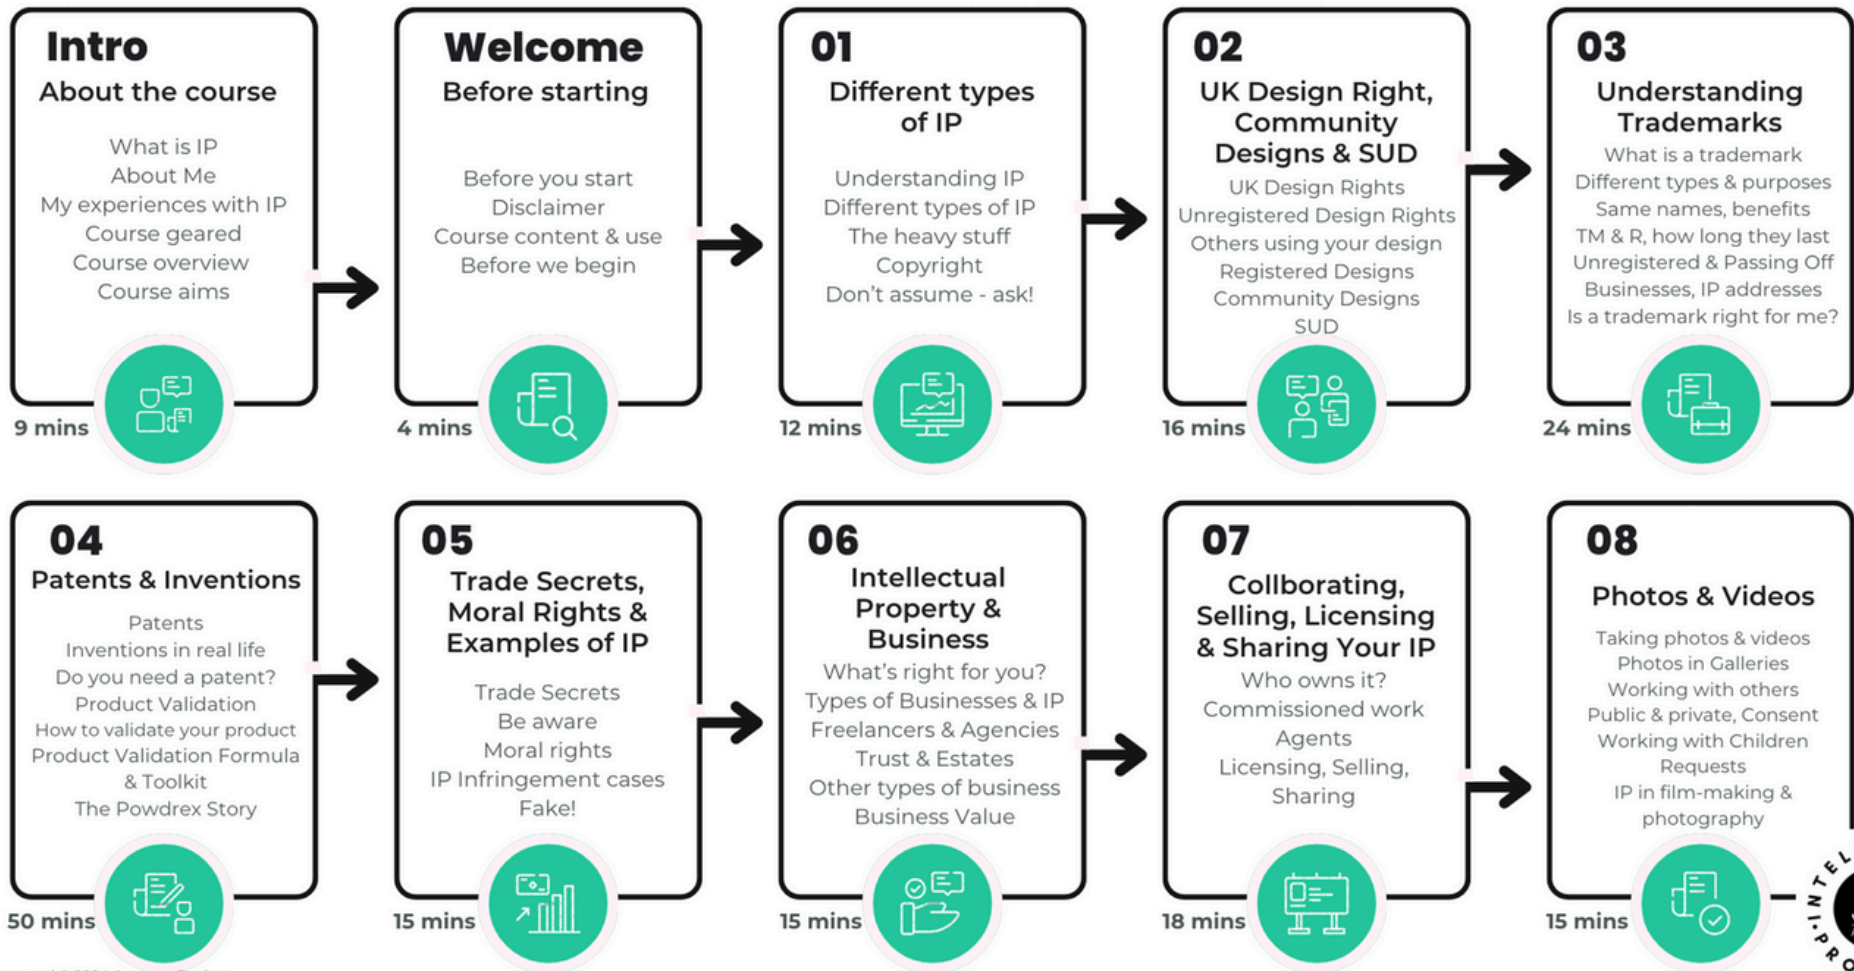 Intro
About the course
What is IP
About Me
My experiences with IP
Course geared
Course overview
Course aims
9 mins
Welcome
Before starting
Before you start
Disclaimer
Course content & use
Before we begin
4 mins
01
Different types
of IP
Understanding IP
Different types of IP
The heavy stuff
Copyright
Don't assume - ask!
12 mins
02
UK Design Right,
Community
Designs & SUD
UK Design Rights
Unregistered Design Rights
Others using your design
Registered Designs
Community Designs
SUD
16 mins
03
Understanding
Trademarks
What is a trademark
Different types & purposes
Same names, benefits
TM & R, how long they last
Unregistered & Passing Off
Businesses, IP addresses
Is a trademark right for me?
24 mins
04
Patents & Inventions
Patents
Inventions in real life
Do you need a patent?
Product Validation
How to validate your product
Product Validation Formula
& Toolkit
The Powdrex Story
50 mins
05
Trade Secrets,
Moral Rights &
Examples of IP
Trade Secrets
Be aware
Moral rights
IP Infringement cases
Fake!
15 mins
06
Intellectual
Property &
Business
What's right for you?
Types of Businesses & IP
Freelancers & Agencies
Trust & Estates
Other types of business
Business Value
15 mins
07
Collborating,
Selling, Licensing
& Sharing Your IP
Who owns it?
Commissioned work
Agents
Licensing, Selling,
Sharing
18 mins
08
Photos & Videos
Taking photos & videos
Photos in Galleries
Working with others
Public & private, Consent
Working with Children
Requests
IP in film-making &
photography
15 mins
INTEL
PRO